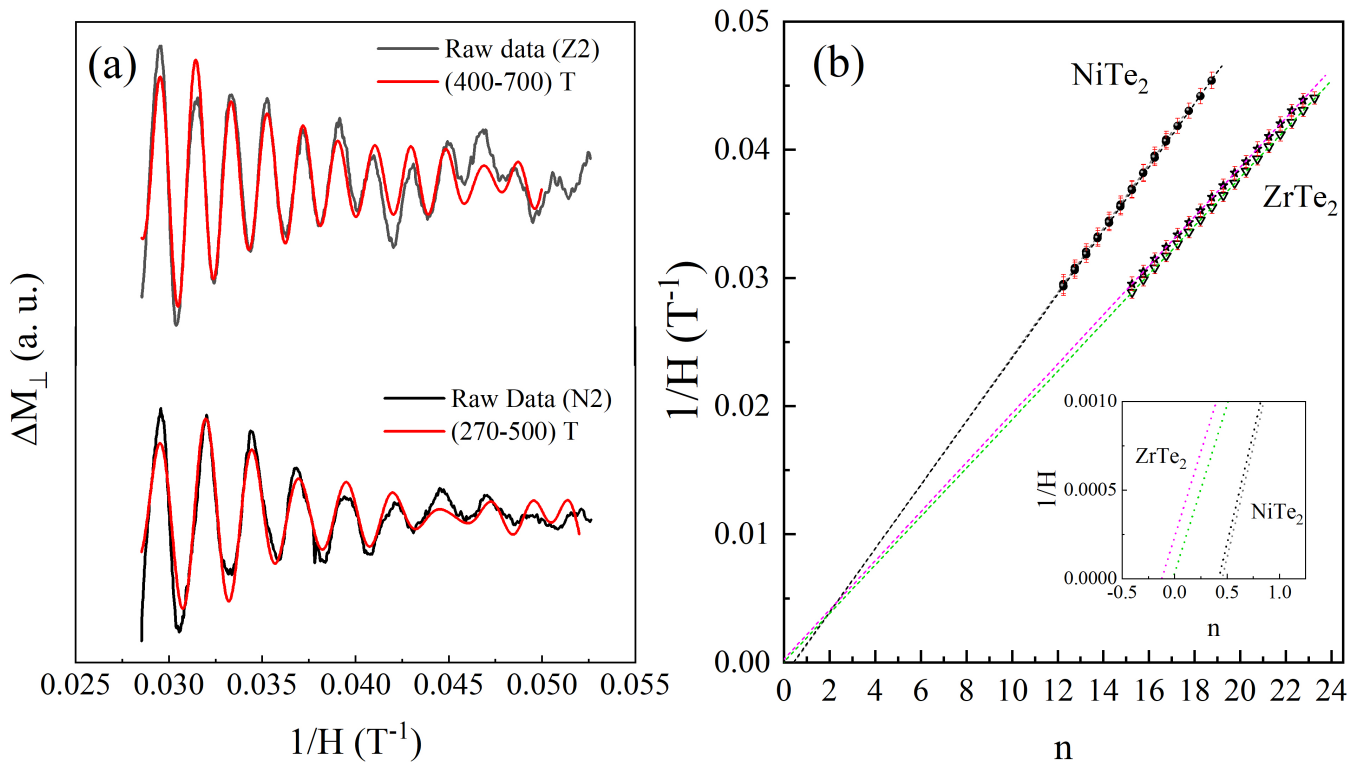 (a)
Raw data (Z2)
(400-700) T
Raw Data (N2)
(270-500) T
ΔM⊥ (a. u.)
0.025 0.030 0.035 0.040 0.045 0.050 0.055
1/H (T⁻¹)
(b)
NiTe₂
ZrTe₂
0.05
0.04
0.03
0.02
0.01
0.00
1/H (T⁻¹)
0 2 4 6 8 10 12 14 16 18 20 22 24
n
0.0010
0.0005
0.0000
1/H
ZrTe₂
NiTe₂
-0.5 0.0 0.5 1.0
n